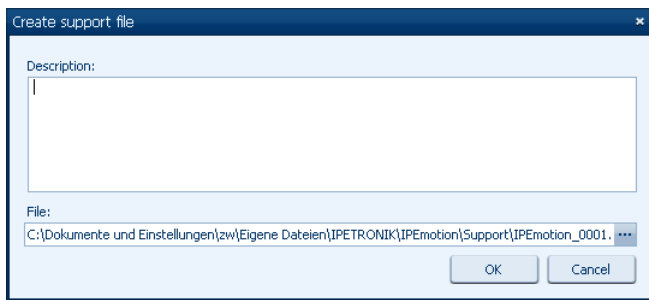 Create support file
Description:
File:
C:\Dokumente und Einstellungen\zw\Eigene Dateien\IPETRONIK\IPEmotion\Support\IPEmotion_0001. ...
OK Cancel